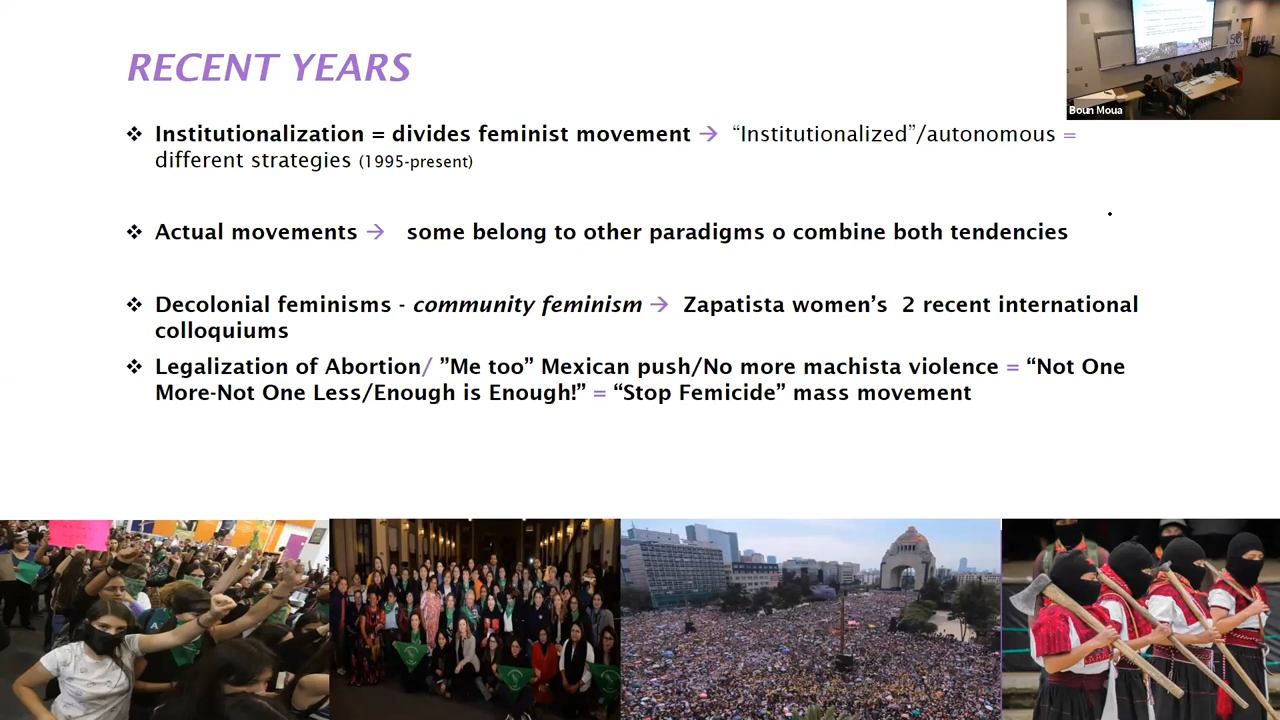 RECENT YEARS
Boun Moua
❖ Institutionalization = divides feminist movement → “Institutionalized”/autonomous =
different strategies (1995-present)
❖ Actual movements → some belong to other paradigms o combine both tendencies
❖ Decolonial feminisms - community feminism → Zapatista women’s 2 recent international
colloquiums
❖ Legalization of Abortion/ ”Me too” Mexican push/No more machista violence = “Not One
More-Not One Less/Enough is Enough!” = “Stop Femicide” mass movement